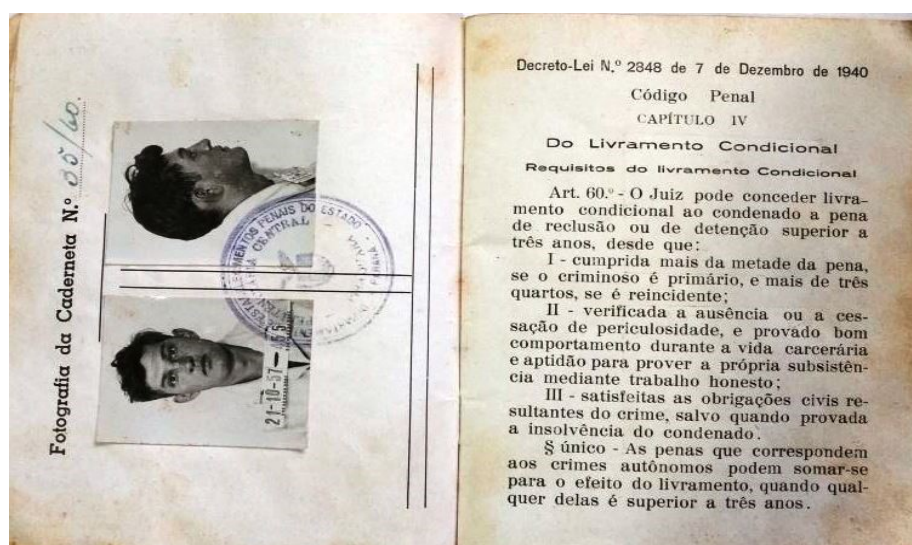 Fotografia da Caderneta N.º 05/60.
PENAIS DO ESTADO
CENTRAL
21-10-57
Decreto-Lei N.º 2848 de 7 de Dezembro de 1940
Código Penal
CAPÍTULO IV
Do Livramento Condicional
Requisitos do livramento Condicional
Art. 60.º - O Juiz pode conceder livra-
mento condicional ao condenado a pena
de reclusão ou de detenção superior a
três anos, desde que:
I - cumprida mais da metade da pena,
se o criminoso é primário, e mais de três
quartos, se é reincidente;
II - verificada a ausência ou a ces-
sação de periculosidade, e provado bom
comportamento durante a vida carcerária
e aptidão para prover a própria subsistên-
cia mediante trabalho honesto;
III - satisfeitas as obrigações civis re-
sultantes do crime, salvo quando provada
a insolvência do condenado.
§ único - As penas que correspondem
aos crimes autônomos podem somar-se
para o efeito do livramento, quando qual-
quer delas é superior a três anos.